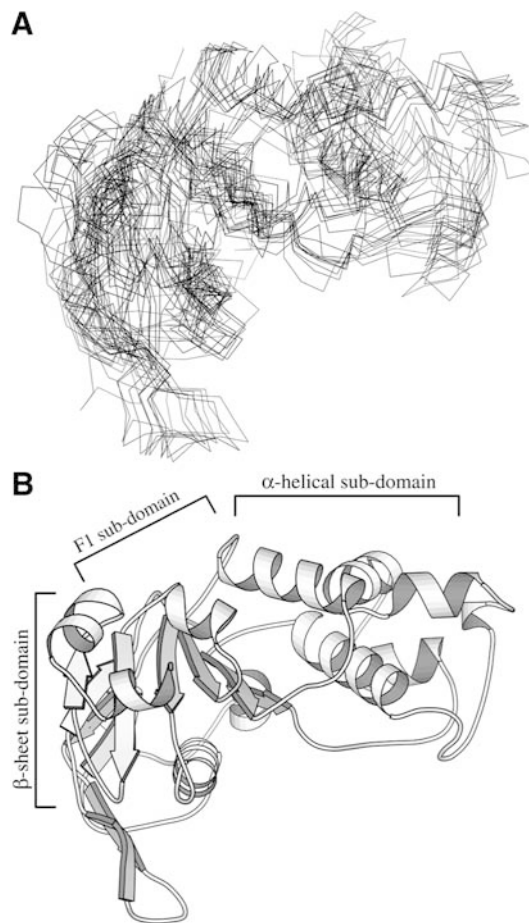 A
B
α-helical sub-domain
F1 sub-domain
β-sheet sub-domain